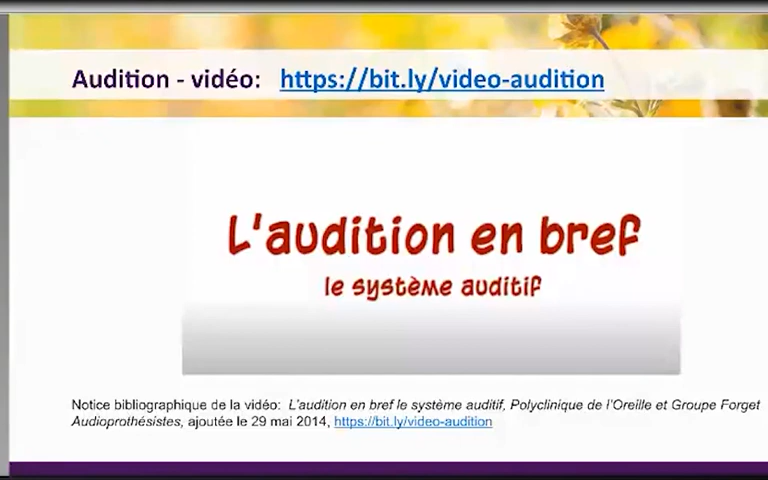 Audition - vidéo: https://bit.ly/video-audition
L'audition en bref
le système auditif
Notice bibliographique de la vidéo: L'audition en bref le système auditif, Polyclinique de l'Oreille et Groupe Forget
Audioprothésistes, ajoutée le 29 mai 2014, https://bit.ly/video-audition